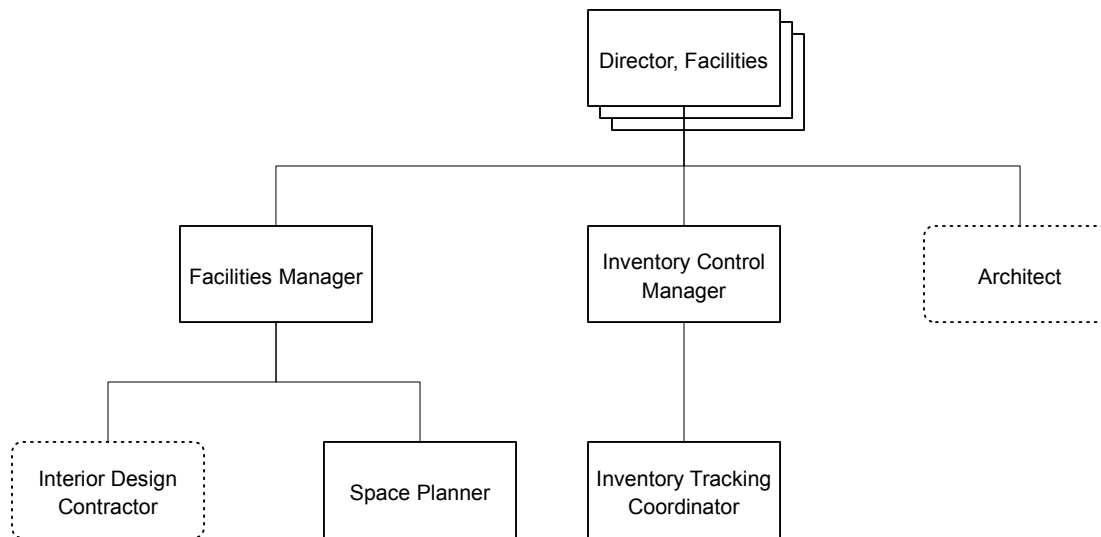 Director, Facilities
Facilities Manager
Inventory Control
Manager
Architect
Interior Design
Contractor
Space Planner
Inventory Tracking
Coordinator